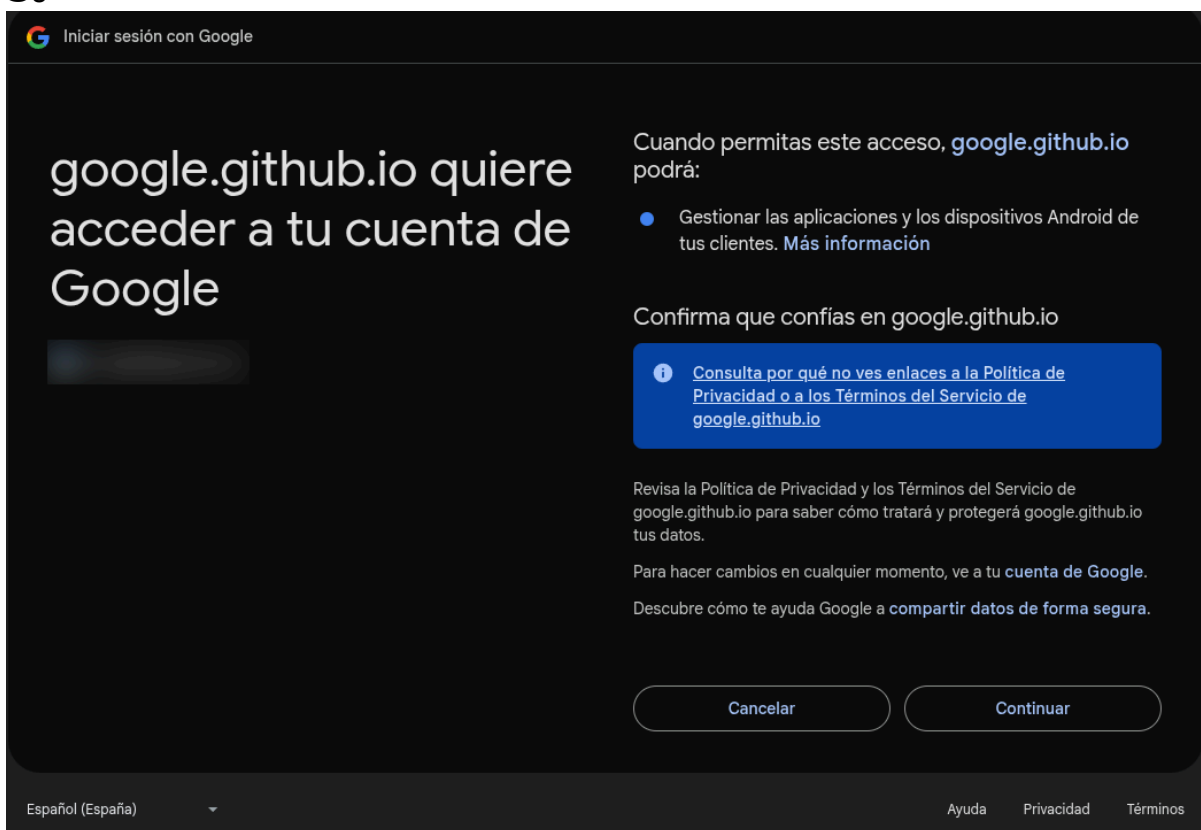 Iniciar sesión con Google
google.github.io quiere
acceder a tu cuenta de
Google
Cuando permitas este acceso, google.github.io
podrá:
Gestionar las aplicaciones y los dispositivos Android de
tus clientes. Más información
Confirma que confías en google.github.io
Consulta por qué no ves enlaces a la Política de
Privacidad o a los Términos del Servicio de
google.github.io
Revisa la Política de Privacidad y los Términos del Servicio de
google.github.io para saber cómo tratará y protegerá google.github.io
tus datos.
Para hacer cambios en cualquier momento, ve a tu cuenta de Google.
Descubre cómo te ayuda Google a compartir datos de forma segura.
Cancelar
Continuar
Español (España)
Ayuda
Privacidad
Términos